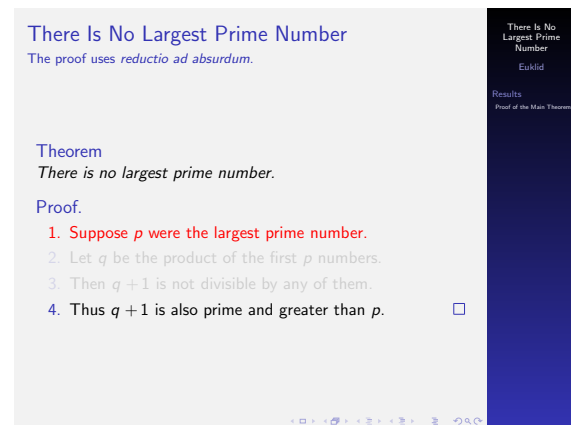 There Is No Largest Prime Number
The proof uses reductio ad absurdum.
Theorem
There is no largest prime number.
Proof.
1. Suppose p were the largest prime number.
2. Let q be the product of the first p numbers.
3. Then q + 1 is not divisible by any of them.
4. Thus q + 1 is also prime and greater than p.
There Is No
Largest Prime
Number
Euklid
Results
Proof of the Main Theorem